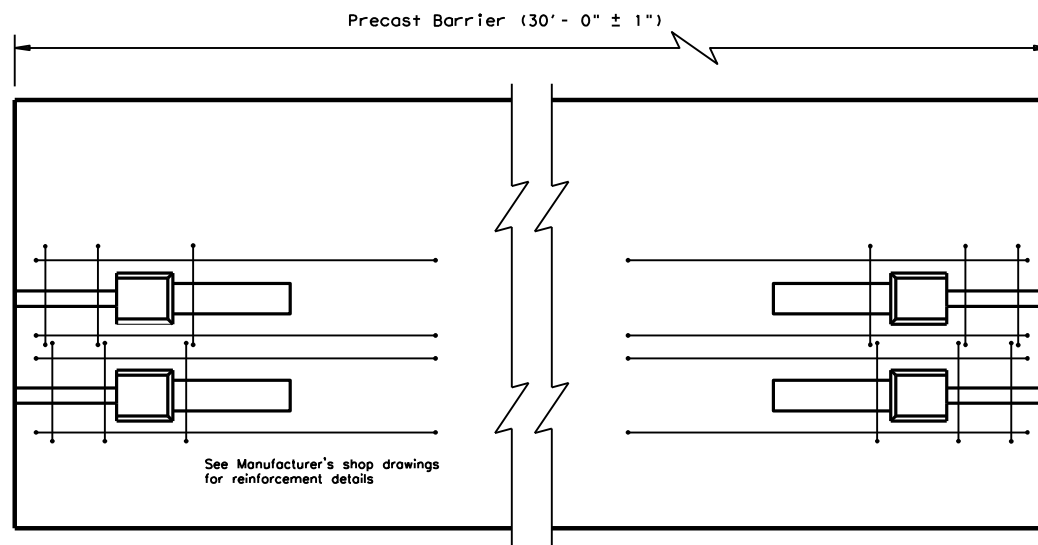 Precast Barrier (30'- 0" ± 1")
See Manufacturer's shop drawings
for reinforcement details